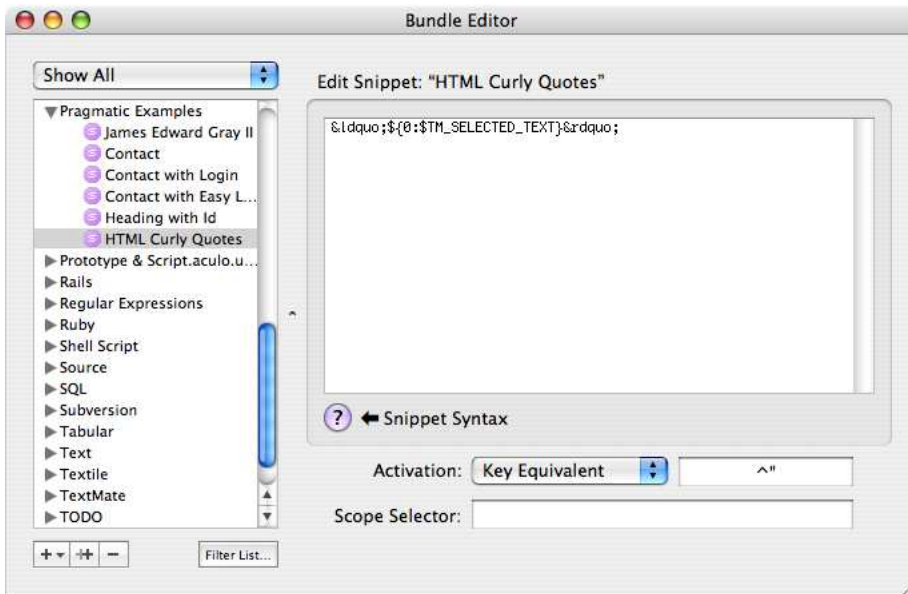 Bundle Editor
Show All
Edit Snippet: “HTML Curly Quotes”
Pragmatic Examples
James Edward Gray II
Contact
Contact with Login
Contact with Easy L...
Heading with Id
HTML Curly Quotes
Prototype & Script.aculo.u...
Rails
Regular Expressions
Ruby
Shell Script
Source
SQL
Subversion
Tabular
Text
Textile
TextMate
TODO
&ldquo;${0:$TM_SELECTED_TEXT}&rdquo;
? Snippet Syntax
Activation: Key Equivalent ^"
Scope Selector:
Filter List...